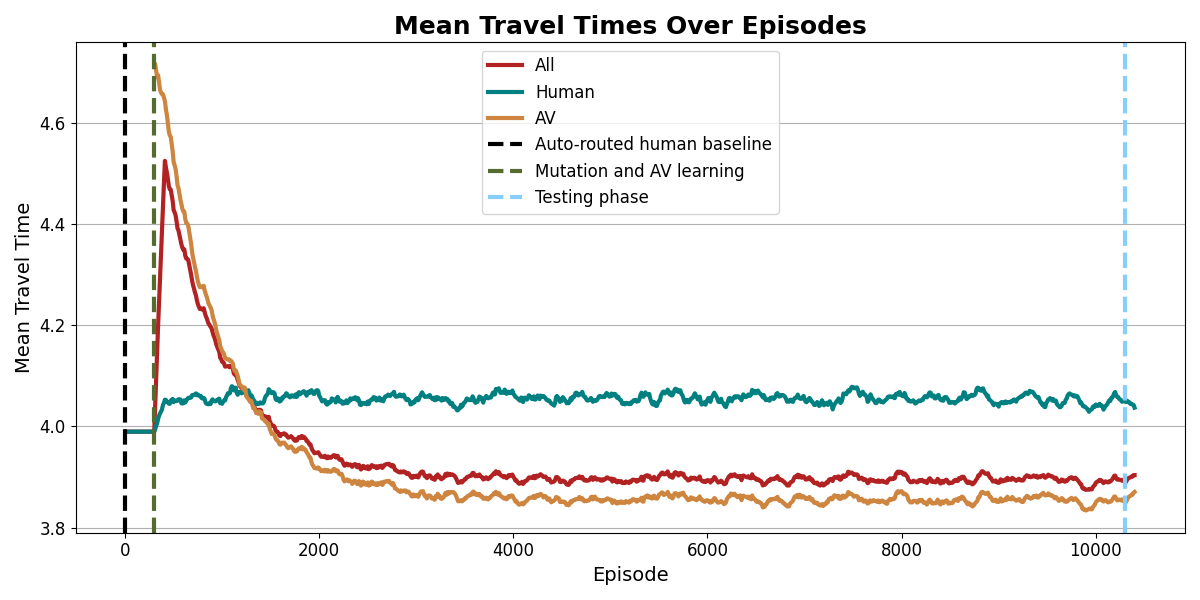 Mean Travel Times Over Episodes
All
Human
AV
Auto-routed human baseline
Mutation and AV learning
Testing phase
Mean Travel Time
4.6
4.4
4.2
4.0
3.8
0 2000 4000 6000 8000 10000
Episode